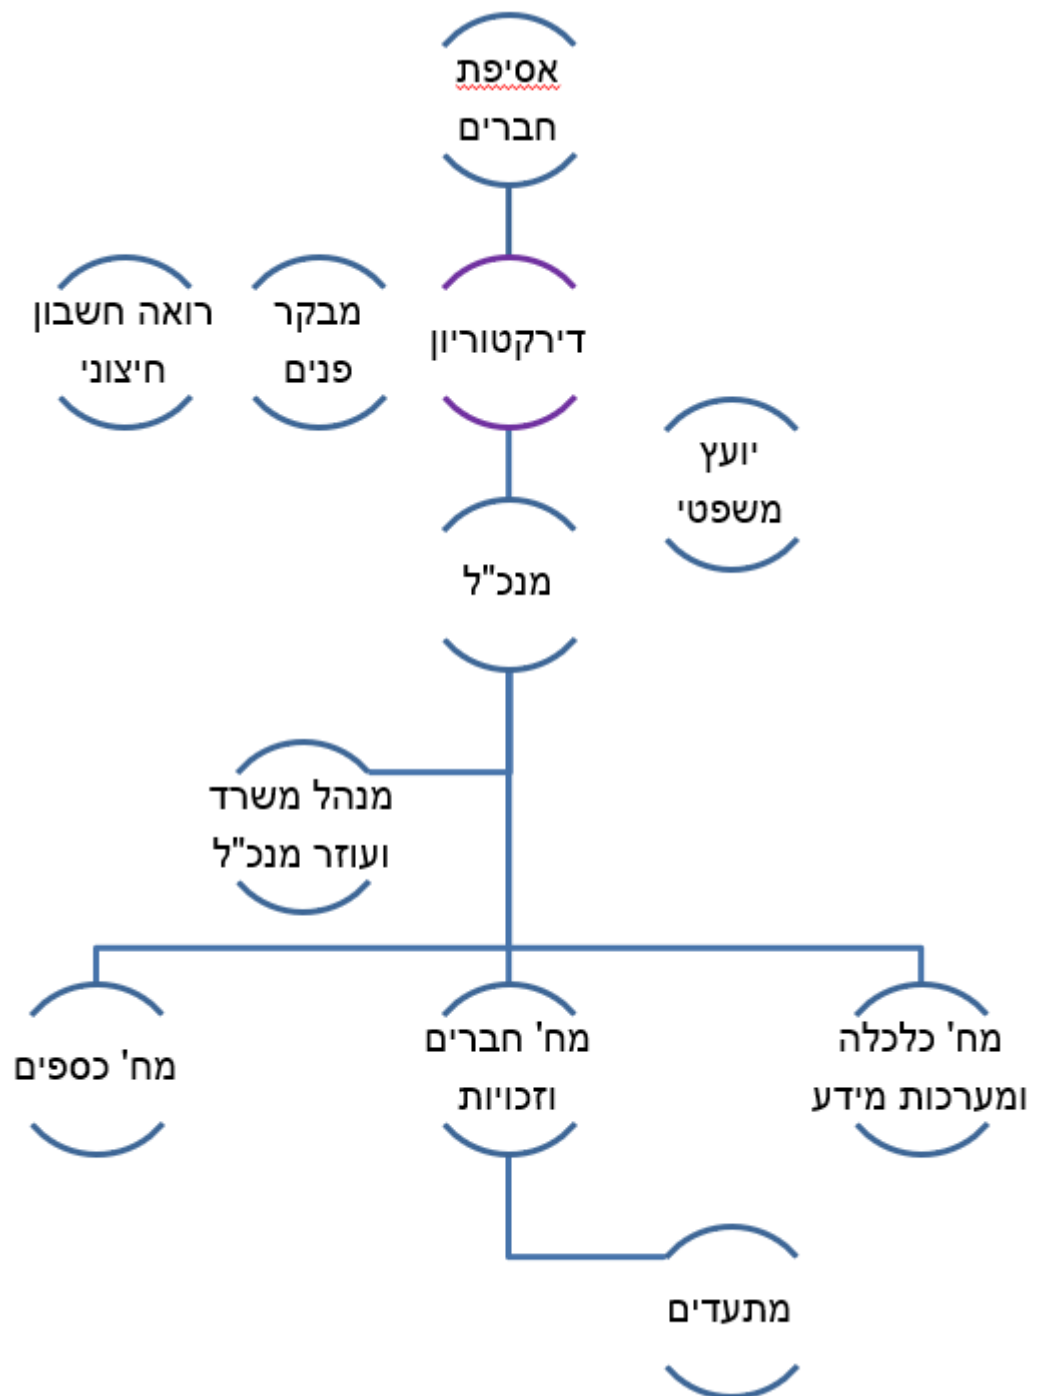 אסיפת
חברים
דירקטוריון
מבקר
פנים
רואה חשבון
חיצוני
יועץ
משפטי
מנכ"ל
מנהל משרד
ועוזר מנכ"ל
מח' כלכלה
ומערכות מידע
מח' חברים
וזכויות
מח' כספים
מתעדים